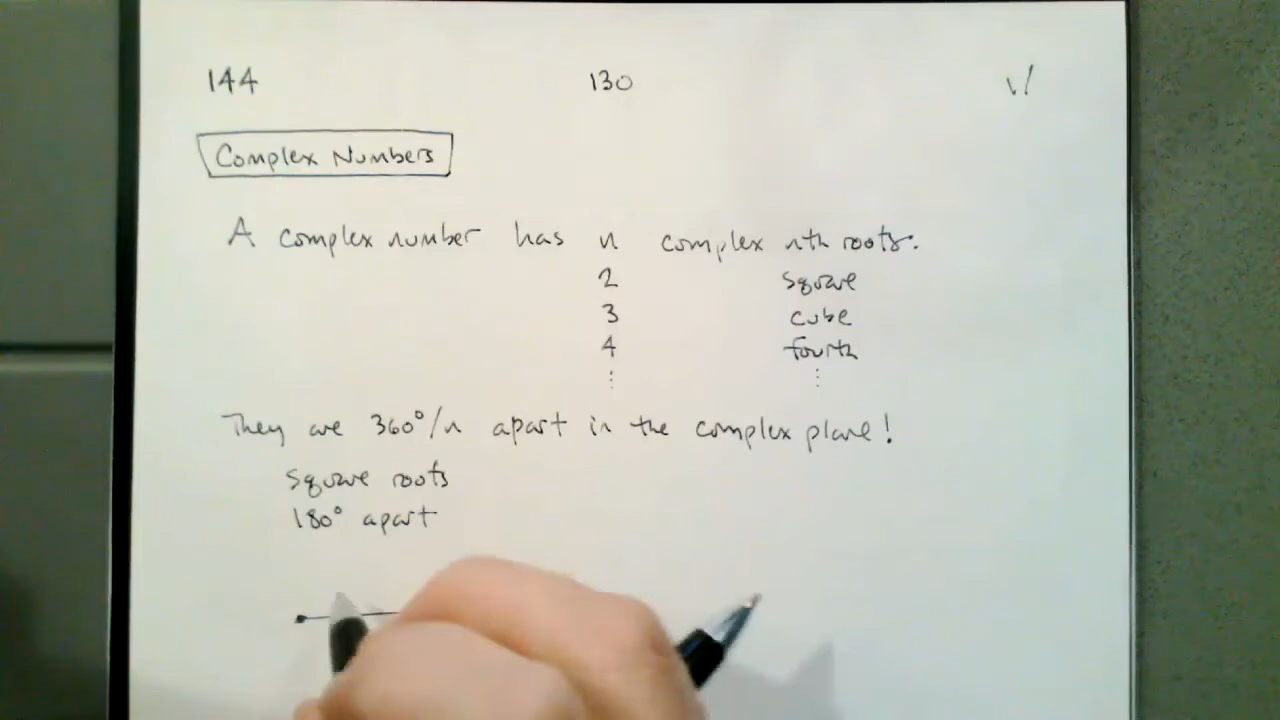 144 130 √
Complex Numbers
A complex number has n complex nth roots.
2 square
3 cube
4 fourth
⋮ ⋮
They are 360°/n apart in the complex plane!
square roots
180° apart